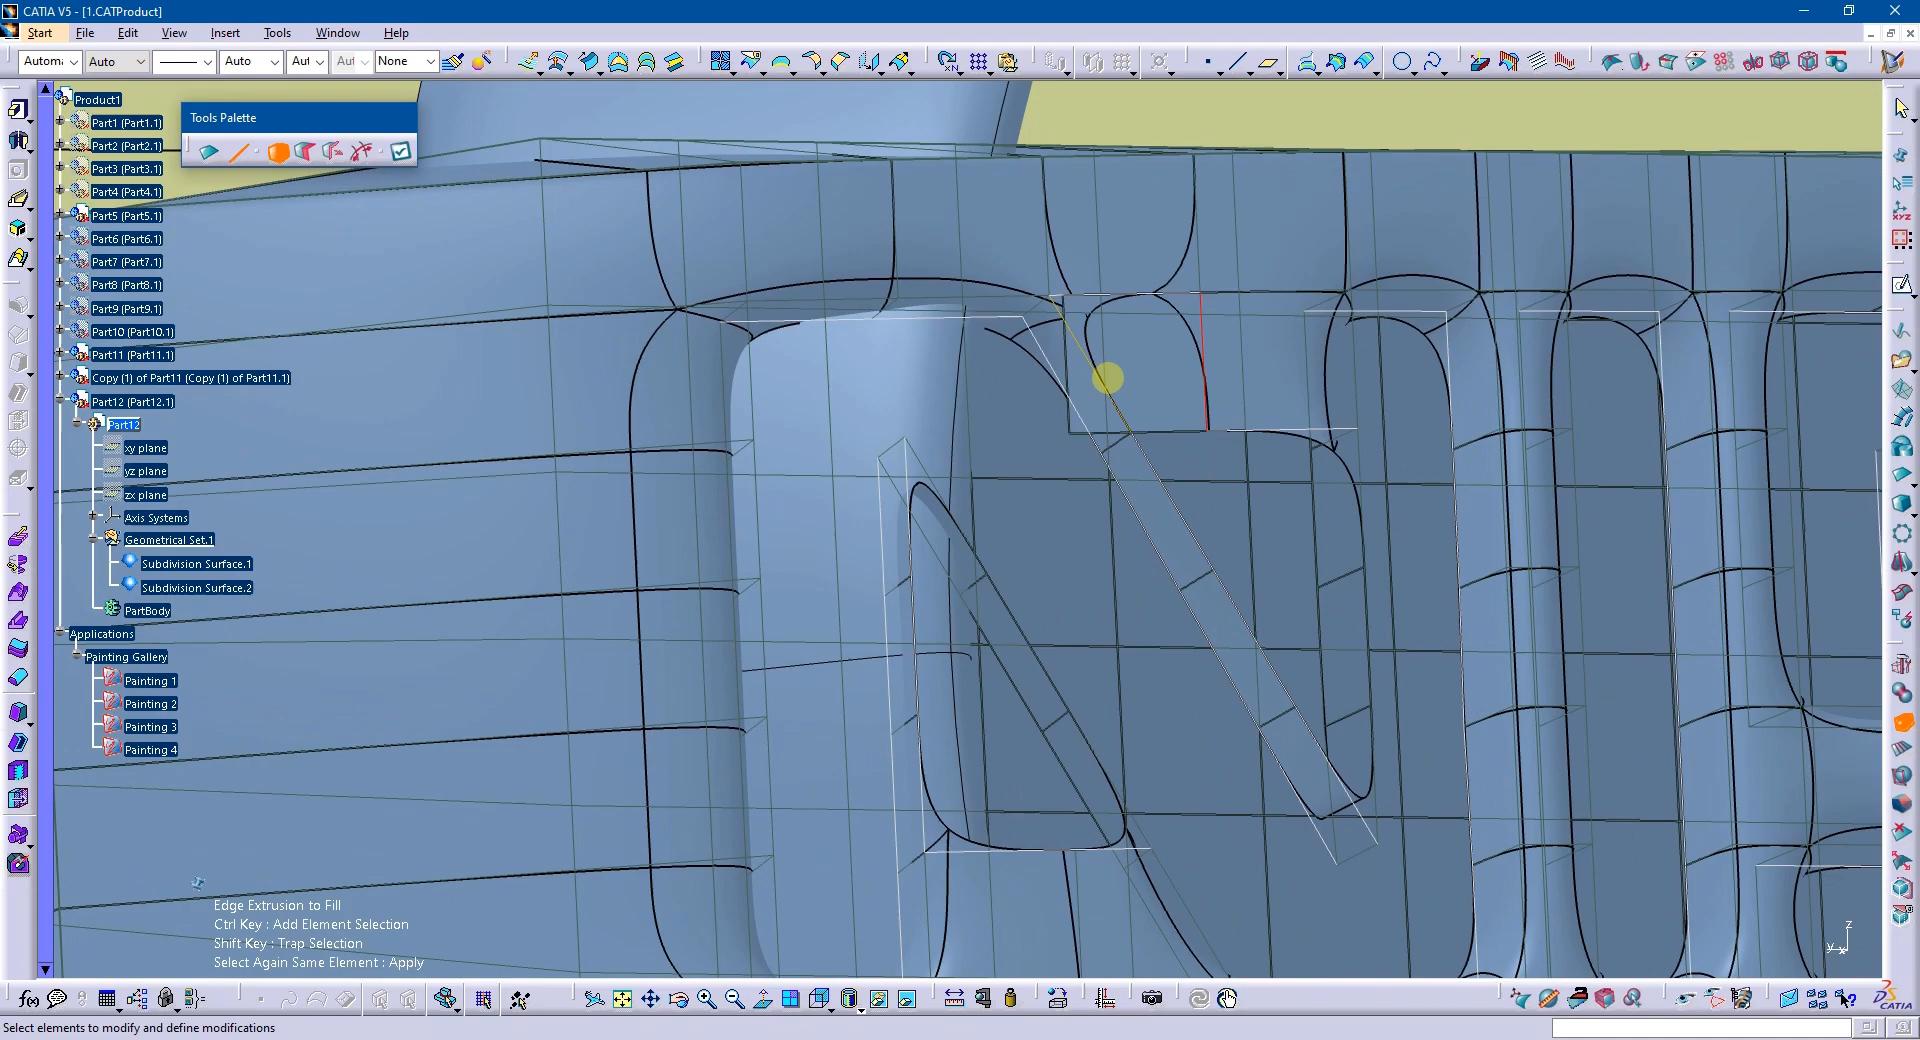 CATIA V5 - [1.CATProduct]
Start File Edit View Insert Tools Window Help
Automa Auto Auto Aut Aut None
Product1
Tools Palette
Part1 (Part1.1)
Part2 (Part2.1)
Part3 (Part3.1)
Part4 (Part4.1)
Part5 (Part5.1)
Part6 (Part6.1)
Part7 (Part7.1)
Part8 (Part8.1)
Part9 (Part9.1)
Part10 (Part10.1)
Part11 (Part11.1)
Copy (1) of Part11 (Copy (1) of Part11.1)
Part12 (Part12.1)
Part12
xy plane
yz plane
zx plane
Axis Systems
Geometrical Set.1
Subdivision Surface.1
Subdivision Surface.2
PartBody
Applications
Painting Gallery
Painting 1
Painting 2
Painting 3
Painting 4
Edge Extrusion to Fill
Ctrl Key : Add Element Selection
Shift Key : Trap Selection
Select Again Same Element : Apply
z
y x
f(x)
CATIA
Select elements to modify and define modifications